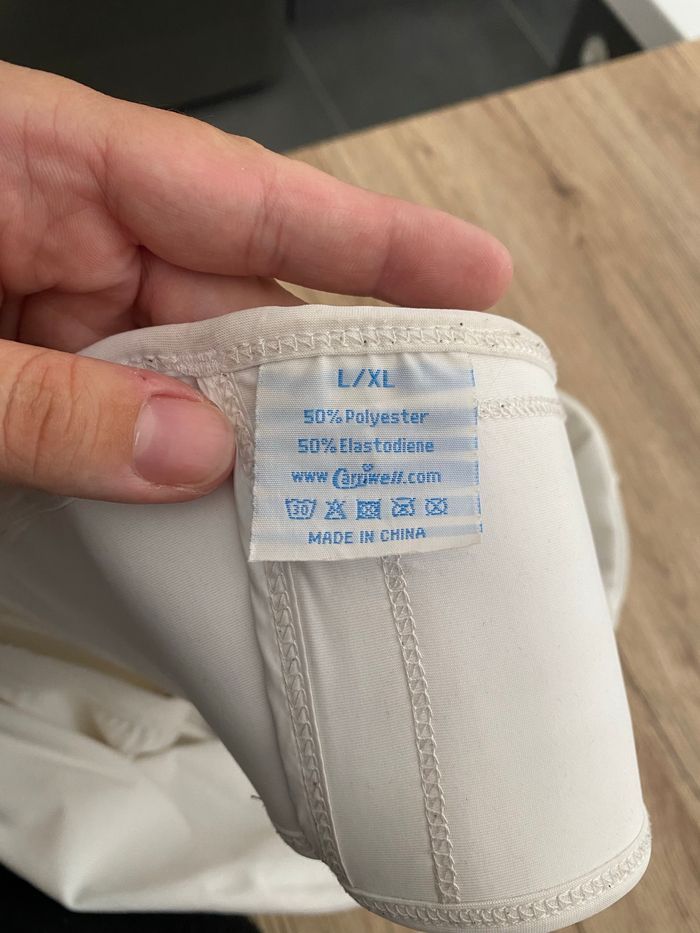 L/XL
50% Polyester
50% Elastodiene
www.Carriwell.com
30
MADE IN CHINA